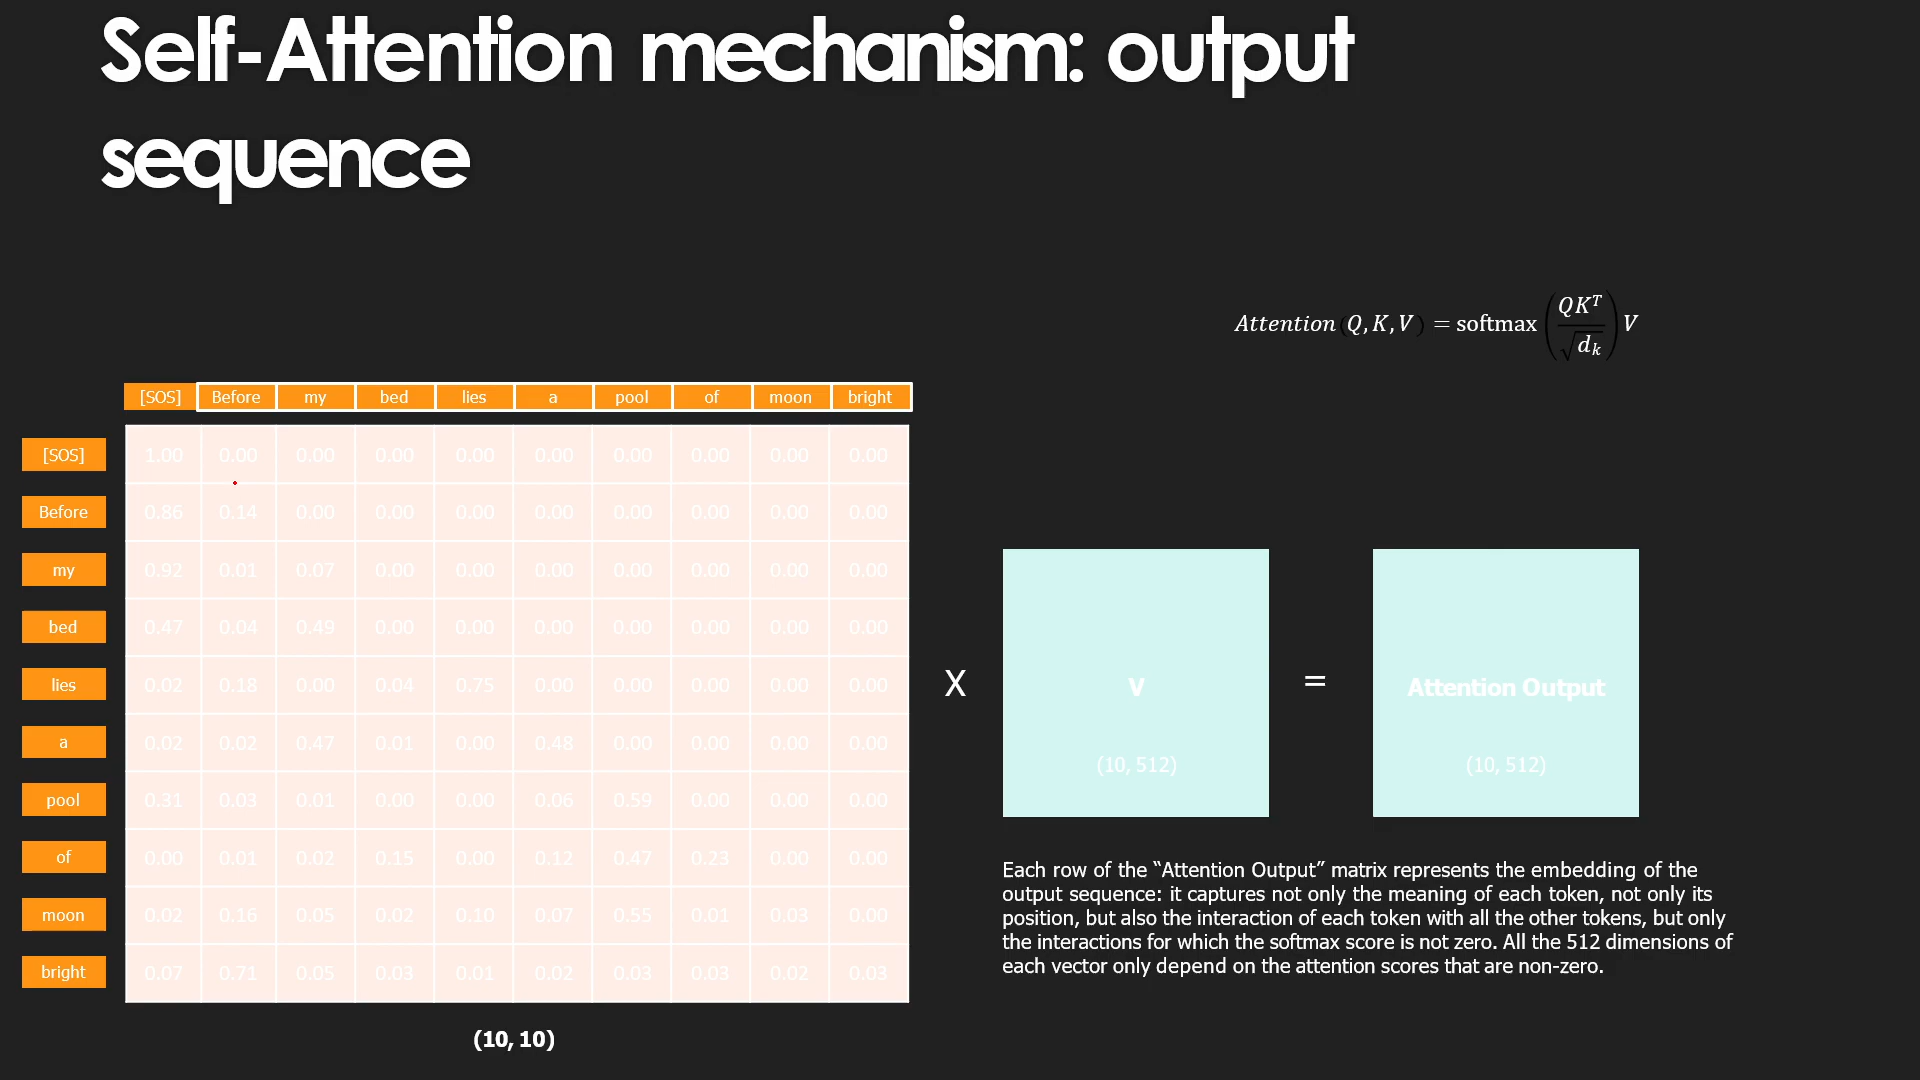 Self-Attention mechanism: output
sequence
Attention(Q, K, V) = softmax(QK^T / √d_k)V
[SOS] Before my bed lies a pool of moon bright
[SOS] 1.00 0.00 0.00 0.00 0.00 0.00 0.00 0.00 0.00 0.00
Before 0.86 0.14 0.00 0.00 0.00 0.00 0.00 0.00 0.00 0.00
my 0.92 0.01 0.07 0.00 0.00 0.00 0.00 0.00 0.00 0.00
bed 0.47 0.04 0.49 0.00 0.00 0.00 0.00 0.00 0.00 0.00
lies 0.02 0.18 0.00 0.04 0.75 0.00 0.00 0.00 0.00 0.00
a 0.02 0.02 0.47 0.01 0.00 0.48 0.00 0.00 0.00 0.00
pool 0.31 0.03 0.01 0.00 0.00 0.06 0.59 0.00 0.00 0.00
of 0.00 0.01 0.02 0.15 0.00 0.12 0.47 0.23 0.00 0.00
moon 0.02 0.16 0.05 0.02 0.10 0.07 0.55 0.01 0.03 0.00
bright 0.07 0.71 0.05 0.03 0.01 0.02 0.03 0.03 0.02 0.03
(10, 10)
X
V
(10, 512)
=
Attention Output
(10, 512)
Each row of the “Attention Output” matrix represents the embedding of the
output sequence: it captures not only the meaning of each token, not only its
position, but also the interaction of each token with all the other tokens, but only
the interactions for which the softmax score is not zero. All the 512 dimensions of
each vector only depend on the attention scores that are non-zero.